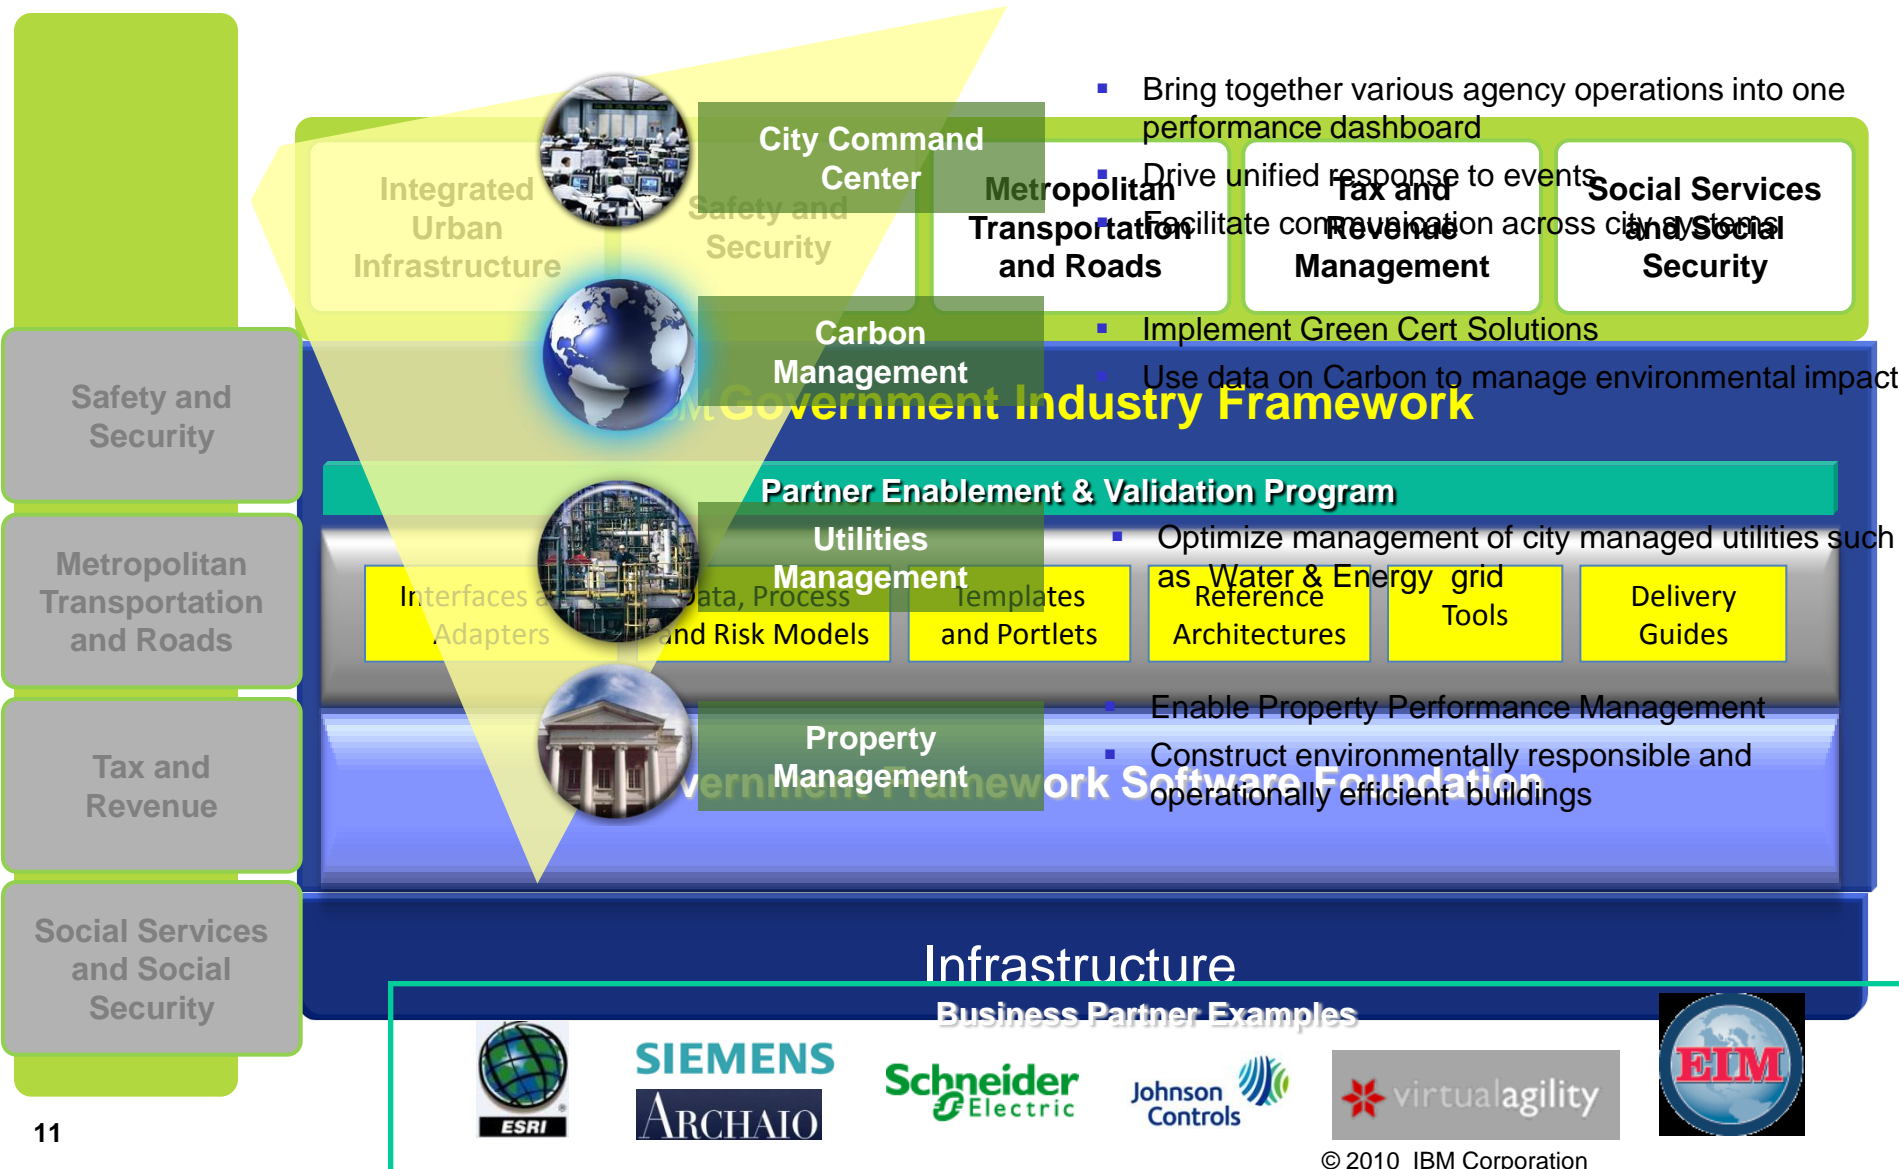 Bring together various agency operations into one
performance dashboard
Drive unified response to events
Facilitate communication across city systems
City Command
Center
Integrated
Urban
Infrastructure
Safety and
Security
Metropolitan
Transportation
and Roads
Tax and
Revenue
Management
Social Services
and Social
Security
Carbon
Management
Implement Green Cert Solutions
Use data on Carbon to manage environmental impact
Government Industry Framework
Partner Enablement & Validation Program
Utilities
Management
Optimize management of city managed utilities such
as Water & Energy grid
Interfaces
Adapters
Data, Process
and Risk Models
Templates
and Portlets
Reference
Architectures
Tools
Delivery
Guides
Property
Management
Enable Property Performance Management
Construct environmentally responsible and
operationally efficient buildings
Framework Software Foundation
Infrastructure
Safety and
Security
Metropolitan
Transportation
and Roads
Tax and
Revenue
Social Services
and Social
Security
Business Partner Examples
ESRI
SIEMENS
ARCHAIO
Schneider
Electric
Johnson
Controls
virtualagility
EIM
11
© 2010 IBM Corporation